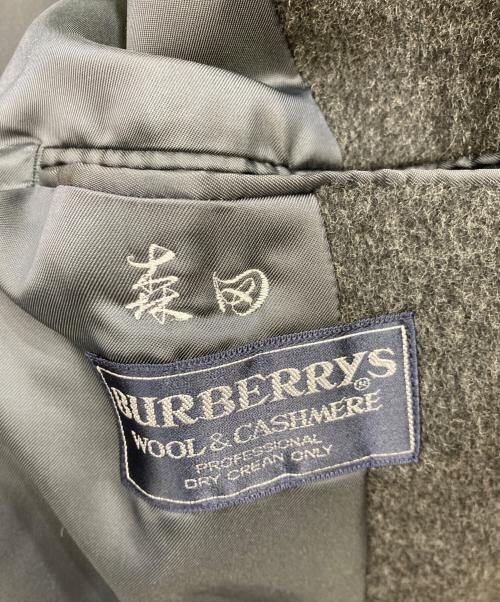 森田
BURBERRYS®
WOOL & CASHMERE
PROFESSIONAL
DRY CREAN ONLY